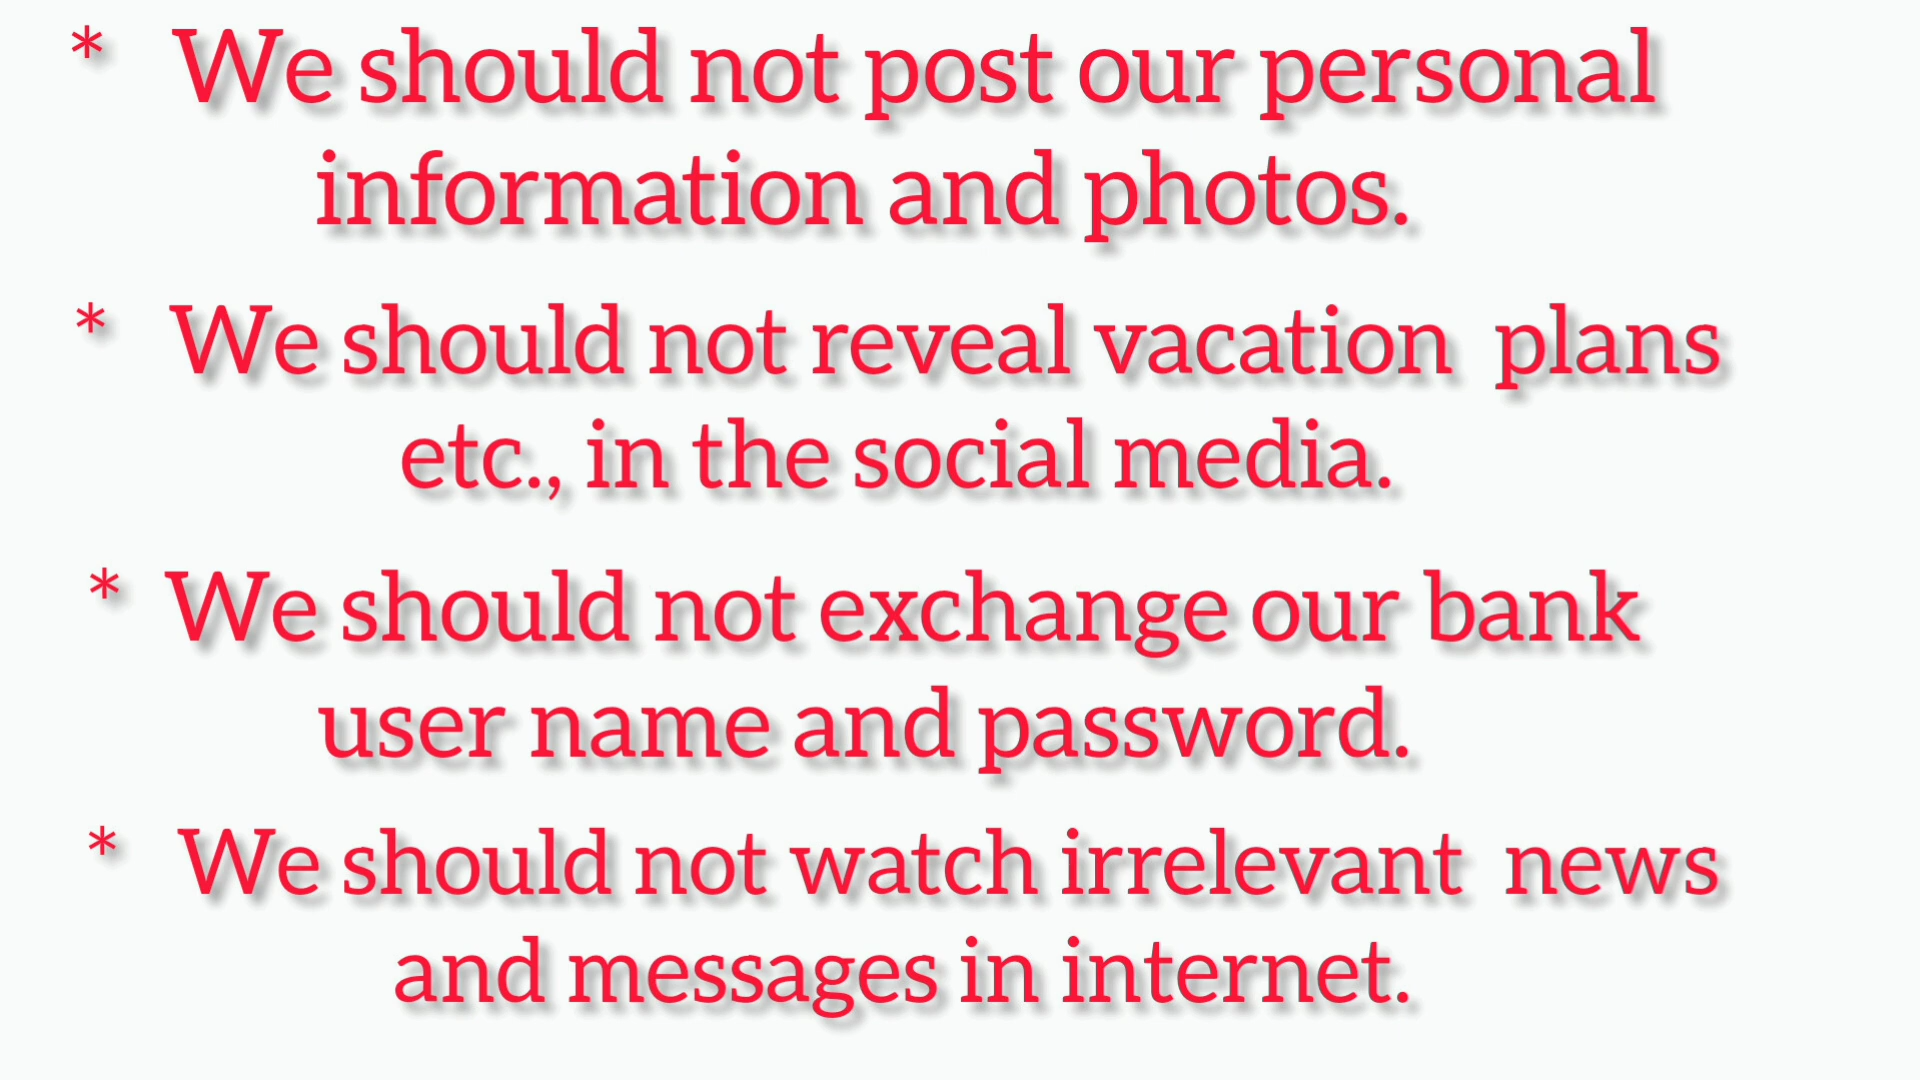 * We should not post our personal
information and photos.
* We should not reveal vacation plans
etc., in the social media.
* We should not exchange our bank
user name and password.
* We should not watch irrelevant news
and messages in internet.